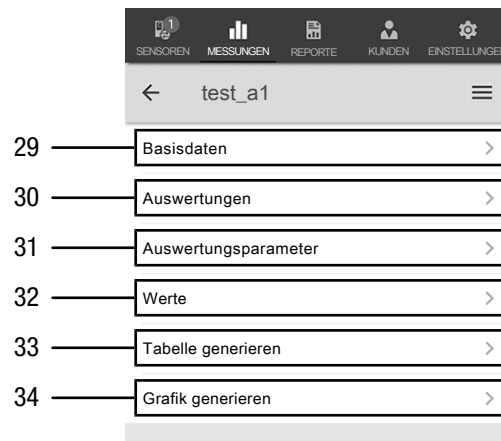 1
SENSOREN MESSUNGEN REPORTE KUNDEN EINSTELLUNGEN
test_a1
29 Basisdaten
30 Auswertungen
31 Auswertungsparameter
32 Werte
33 Tabelle generieren
34 Grafik generieren